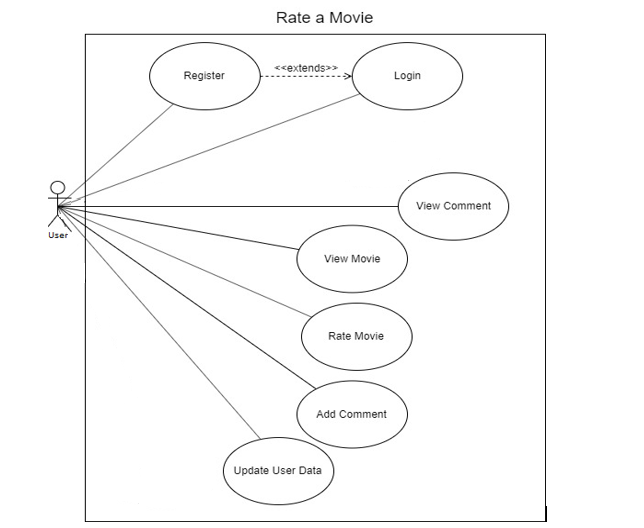 Rate a Movie
Register
<<extends>>
Login
View Comment
User
View Movie
Rate Movie
Add Comment
Update User Data